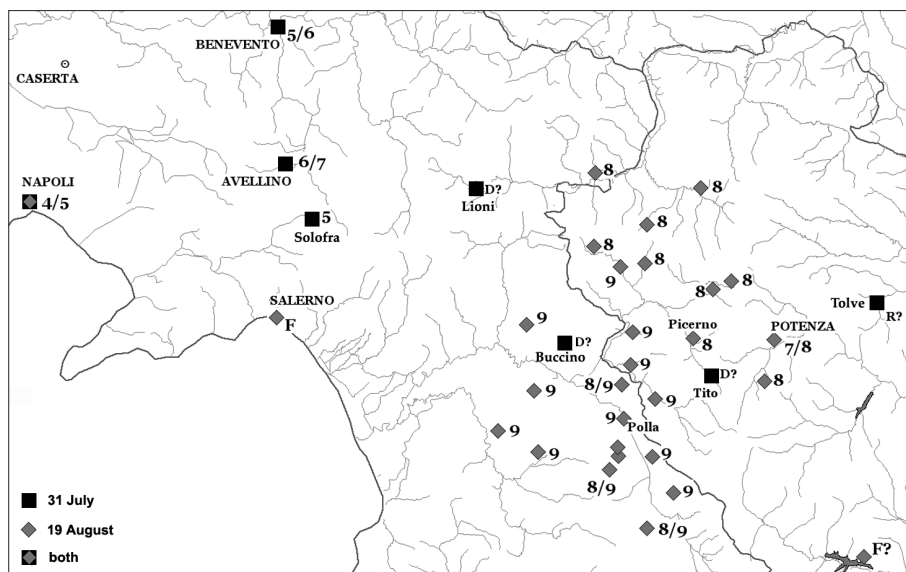 BENEVENTO
5/6
CASERTA
6/7
AVELLINO
8
NAPOLI
4/5
D?
Lioni
8
5
Solofra
8
8
8
9
8
8
Tolve
R?
SALERNO
F
9
9
Picerno
8
POTENZA
7/8
D?
Buccino
9
D?
Tito
8
8/9
9
9
9
9
Polla
9
9
8/9
9
9
31 July
19 August
8/9
both
F?